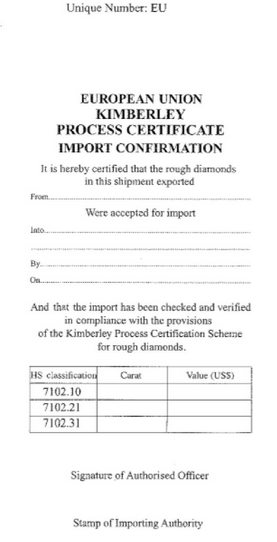 Unique Number: EU
EUROPEAN UNION
KIMBERLEY
PROCESS CERTIFICATE
IMPORT CONFIRMATION
It is hereby certified that the rough diamonds
in this shipment exported
From
Were accepted for import
Into
By
On
And that the import has been checked and verified
in compliance with the provisions
of the Kimberley Process Certification Scheme
for rough diamonds.
HS classification Carat Value (US$)
7102.10
7102.21
7102.31
Signature of Authorised Officer
Stamp of Importing Authority